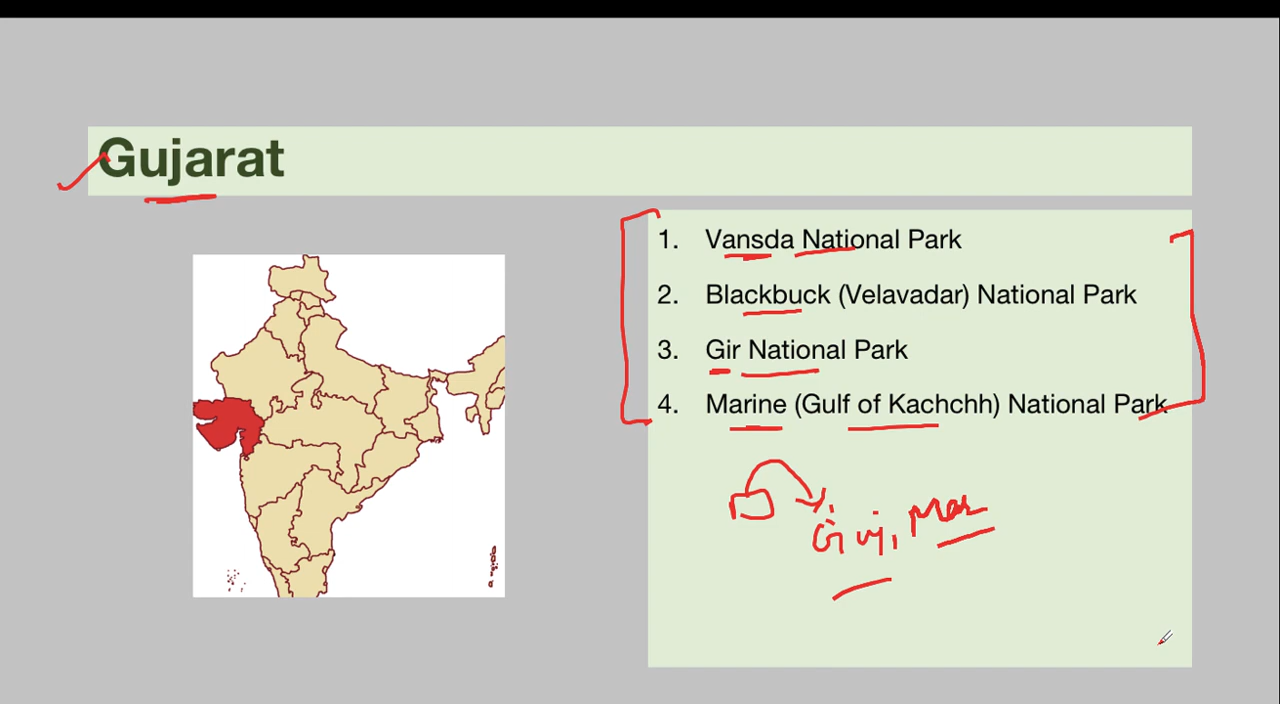 Gujarat
1. Vansda National Park
2. Blackbuck (Velavadar) National Park
3. Gir National Park
4. Marine (Gulf of Kachchh) National Park
Guj,